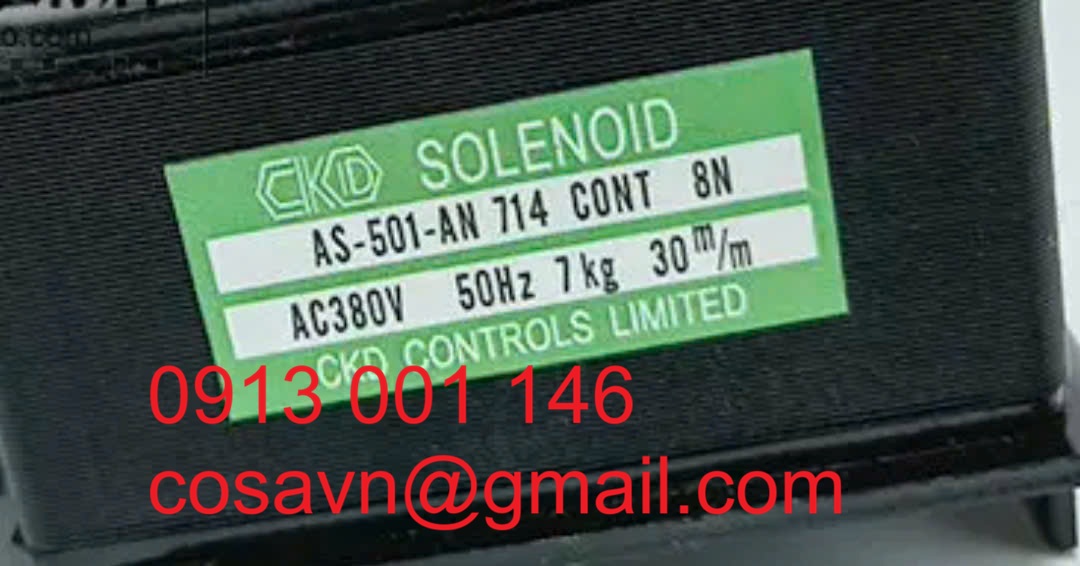 o.com
CKD SOLENOID
AS-501-AN 714 CONT 8N
AC380V 50Hz 7kg 30m/m
CKD CONTROLS LIMITED
0913 001 146
cosavn@gmail.com